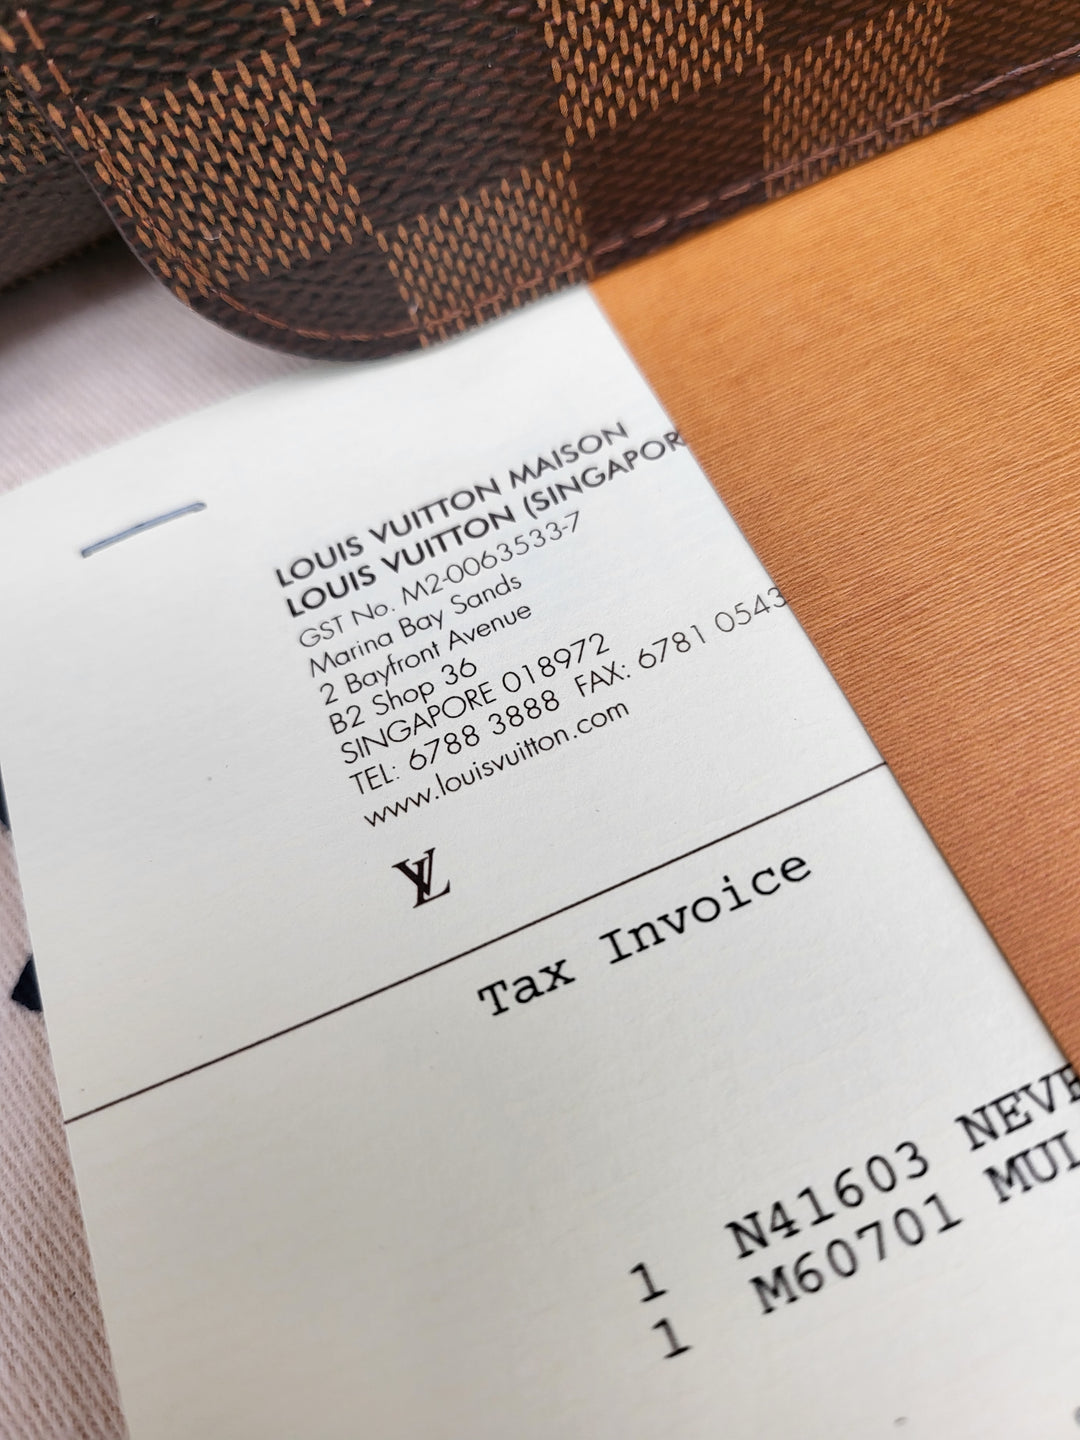 LOUIS VUITTON MAISON
LOUIS VUITTON (SINGAPOR
GST No. M2-0063533-7
Marina Bay Sands
2 Bayfront Avenue
B2 Shop 36
SINGAPORE 018972
TEL: 6788 3888 FAX: 6781 0543
www.louisvuitton.com
LV
Tax Invoice
1 N41603 NEVE
1 M60701 MUL